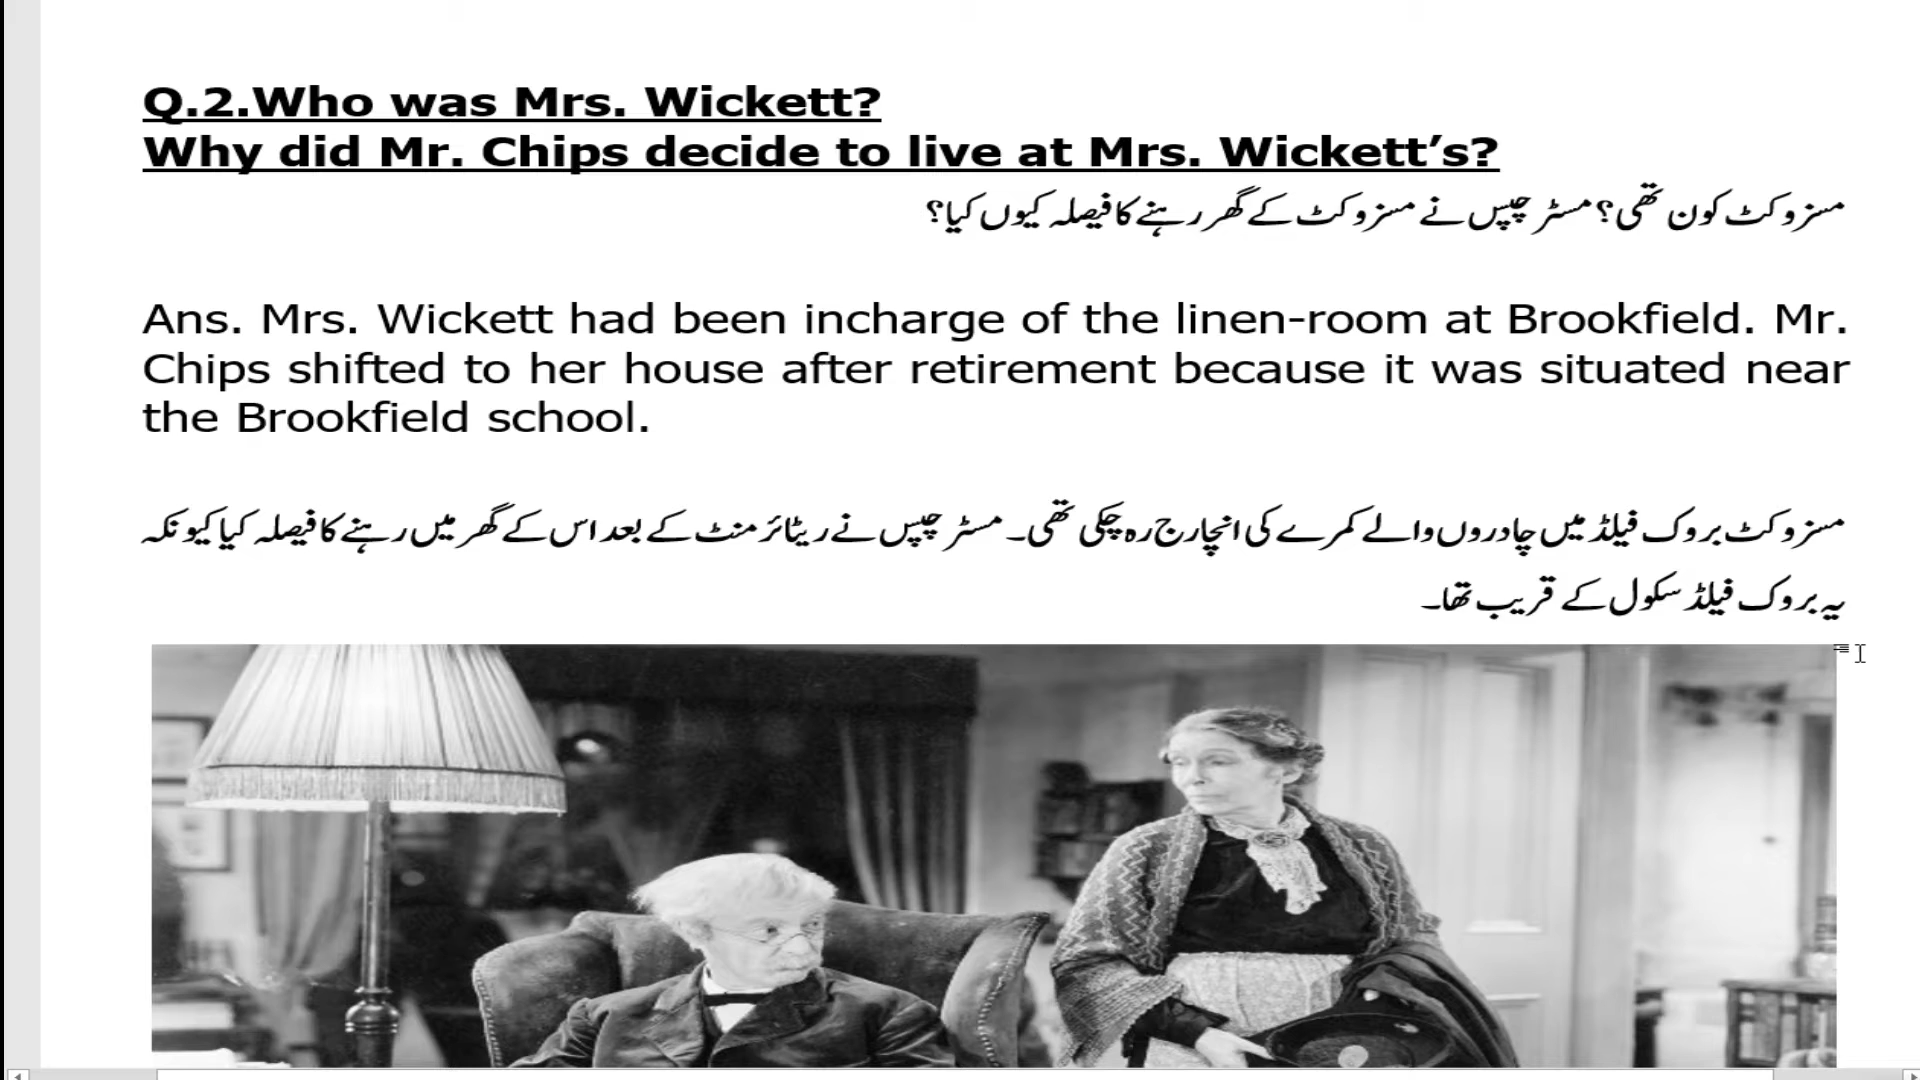 Q.2.Who was Mrs. Wickett?
Why did Mr. Chips decide to live at Mrs. Wickett’s?
مسز وکٹ کون تھی؟ مسٹر چپس نے مسز وکٹ کے گھر رہنے کا فیصلہ کیوں کیا؟
Ans. Mrs. Wickett had been incharge of the linen-room at Brookfield. Mr.
Chips shifted to her house after retirement because it was situated near
the Brookfield school.
مسز وکٹ بروک فیلڈ میں چادروں والے کمرے کی انچارج رہ چکی تھی۔ مسٹر چپس نے ریٹائرمنٹ کے بعد اس کے گھر میں رہنے کا فیصلہ کیا کیونکہ
یہ بروک فیلڈ سکول کے قریب تھا۔